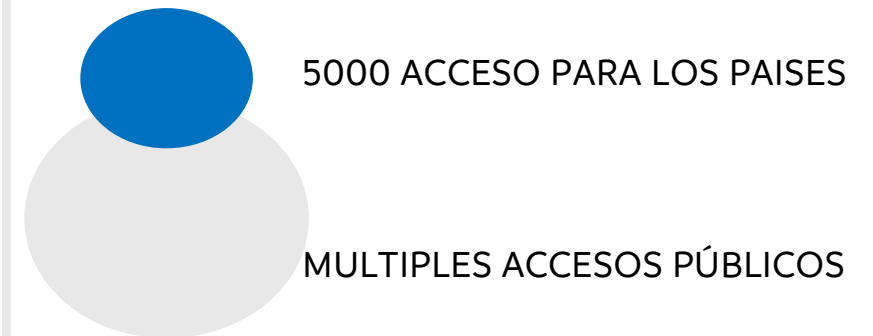 5000 ACCESO PARA LOS PAISES
MULTIPLES ACCESOS PÚBLICOS